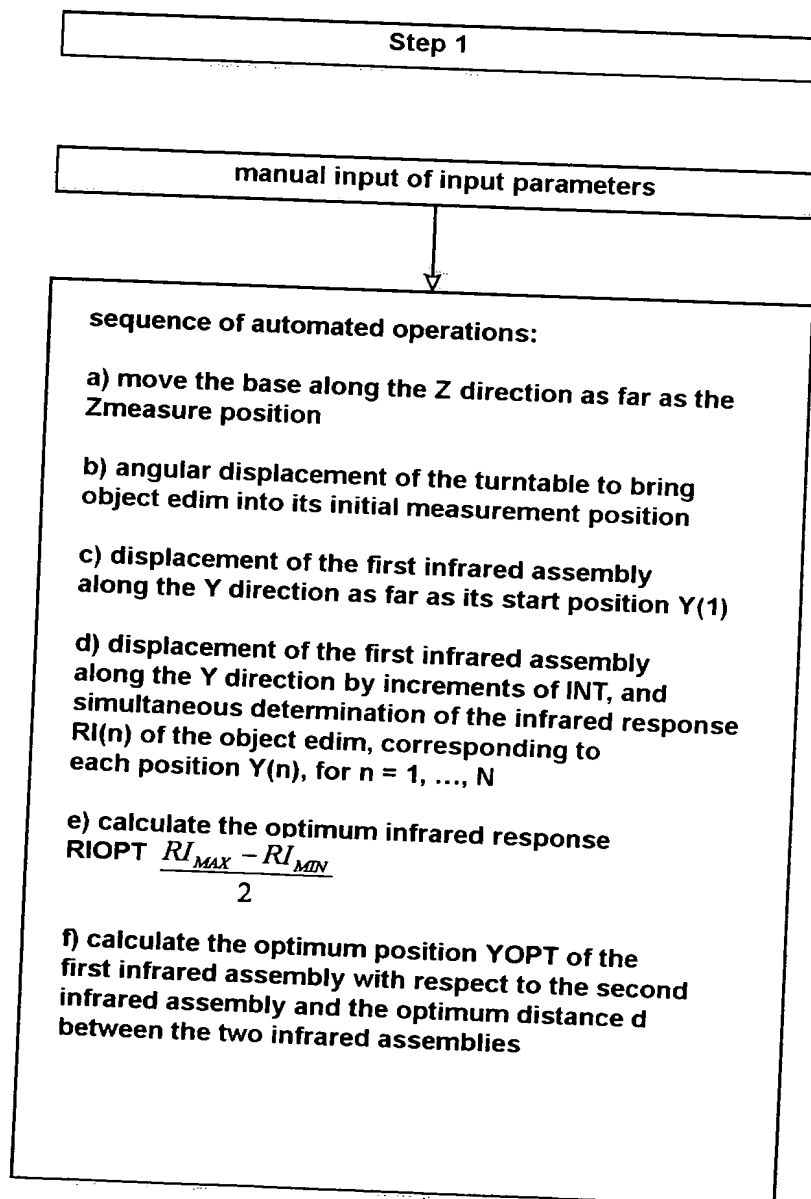 Step 1
manual input of input parameters
sequence of automated operations:
a) move the base along the Z direction as far as the
Zmeasure position
b) angular displacement of the turntable to bring
object edim into its initial measurement position
c) displacement of the first infrared assembly
along the Y direction as far as its start position Y(1)
d) displacement of the first infrared assembly
along the Y direction by increments of INT, and
simultaneous determination of the infrared response
RI(n) of the object edim, corresponding to
each position Y(n), for n = 1, ..., N
e) calculate the optimum infrared response
RIOPT (RI_MAX – RI_MIN) / 2
f) calculate the optimum position YOPT of the
first infrared assembly with respect to the second
infrared assembly and the optimum distance d
between the two infrared assemblies